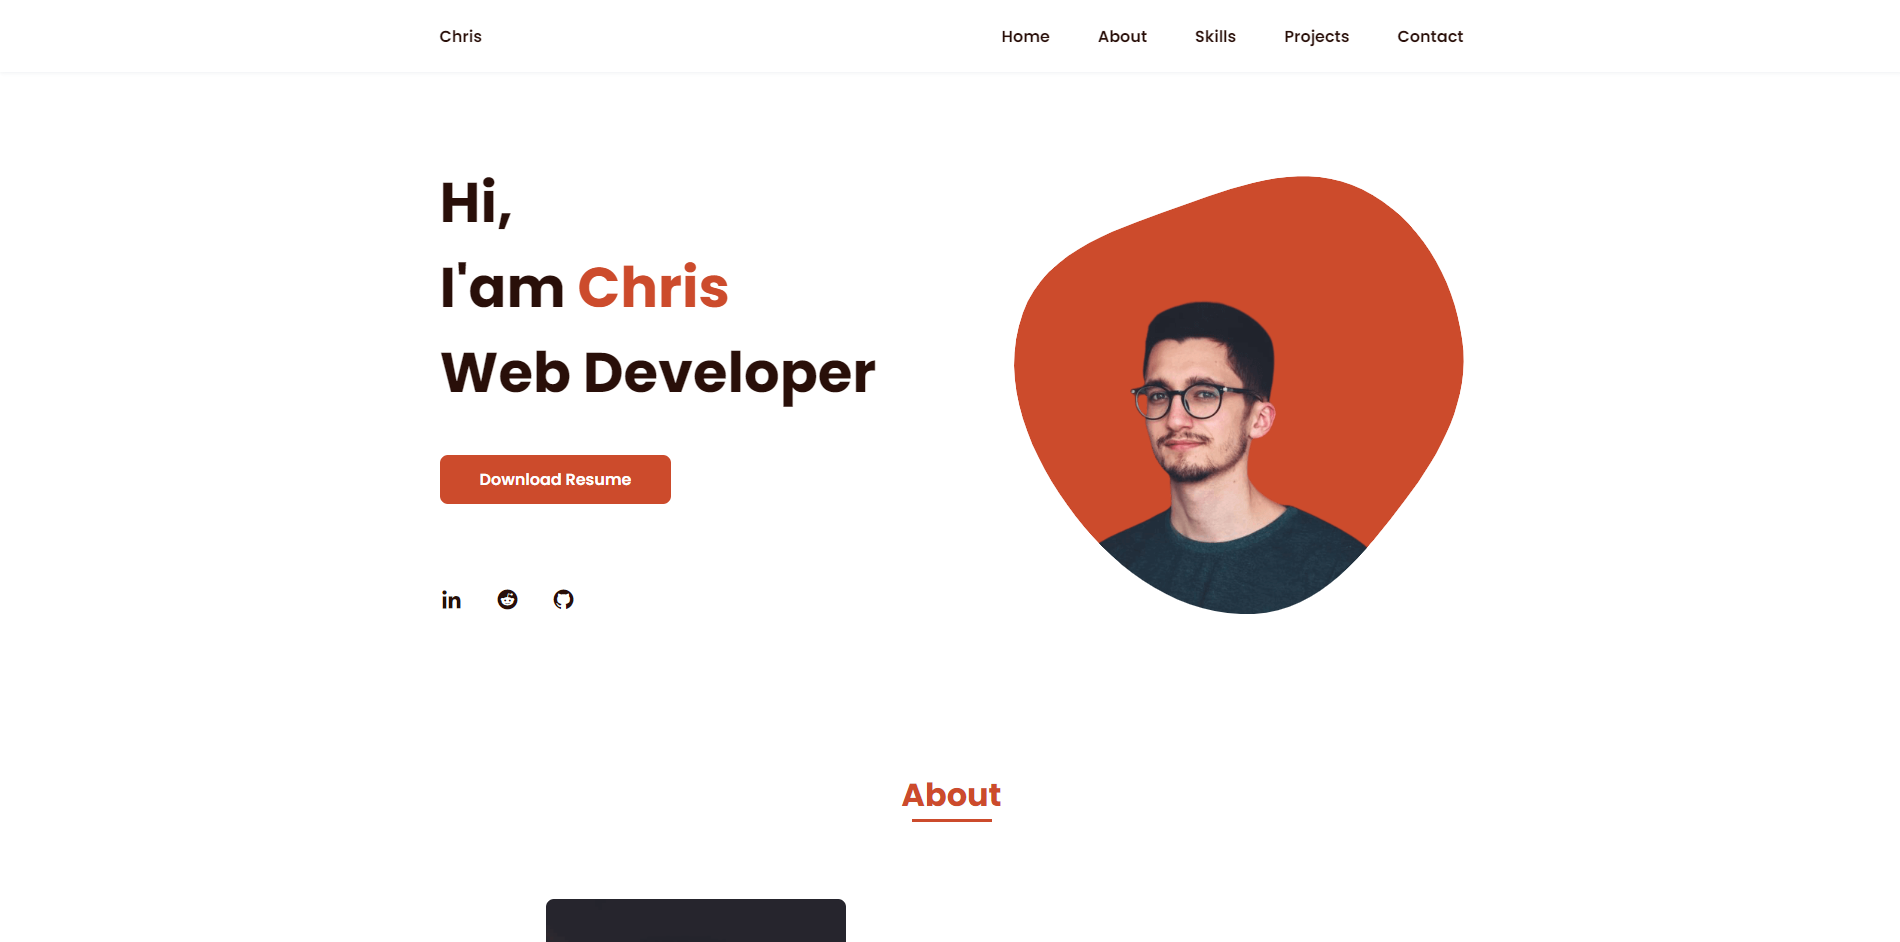 Chris
Home About Skills Projects Contact
Hi,
I'am Chris
Web Developer
Download Resume
in
About